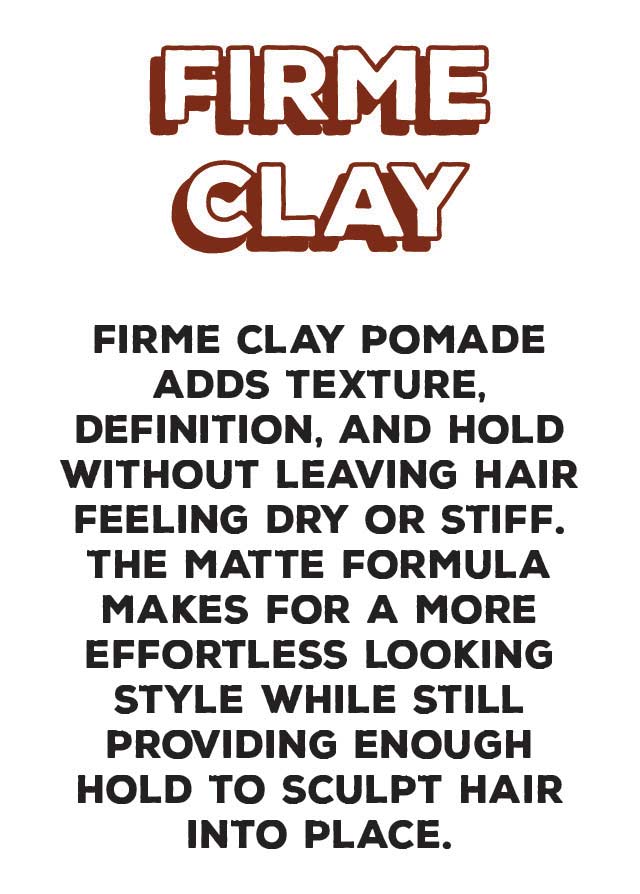 FIRME
CLAY
FIRME CLAY POMADE
ADDS TEXTURE,
DEFINITION, AND HOLD
WITHOUT LEAVING HAIR
FEELING DRY OR STIFF.
THE MATTE FORMULA
MAKES FOR A MORE
EFFORTLESS LOOKING
STYLE WHILE STILL
PROVIDING ENOUGH
HOLD TO SCULPT HAIR
INTO PLACE.